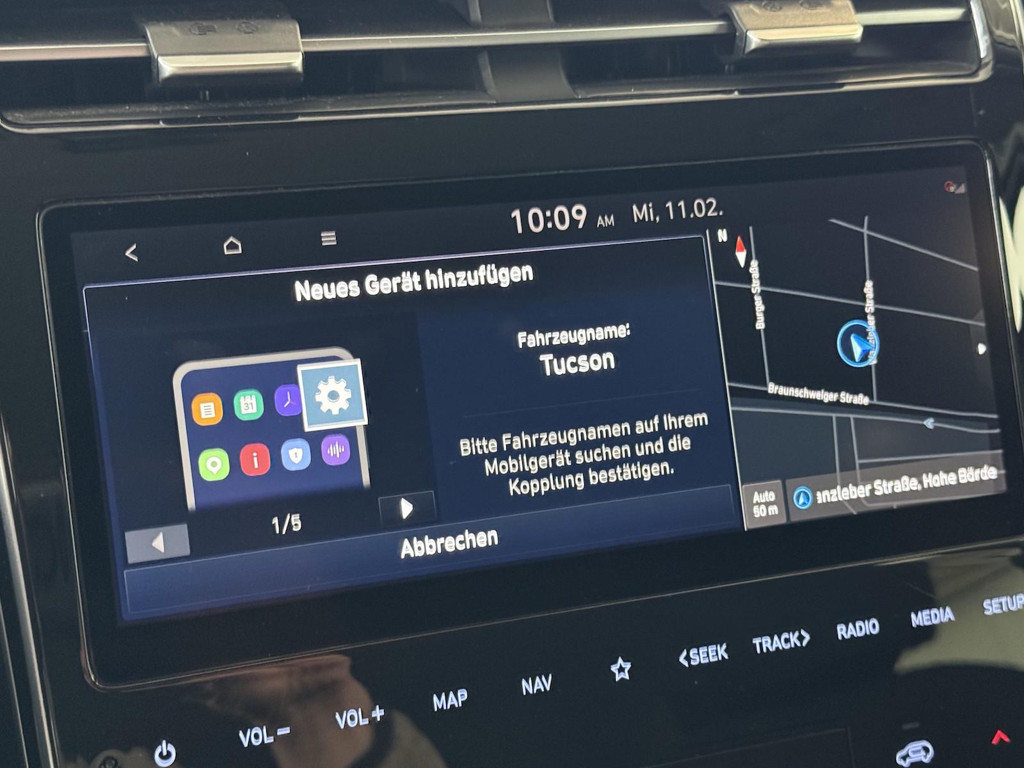 10:09 AM Mi, 11.02.
Neues Gerät hinzufügen
Fahrzeugname:
Tucson
Bitte Fahrzeugnamen auf Ihrem
Mobilgerät suchen und die
Kopplung bestätigen.
31
1/5
Abbrechen
N
Burger Straße
Straße
Braunschweiger Straße
Auto
50 m
anzleber Straße, Hohe Börde
VOL −
VOL +
MAP
NAV
<SEEK
TRACK>
RADIO
MEDIA
SETUP